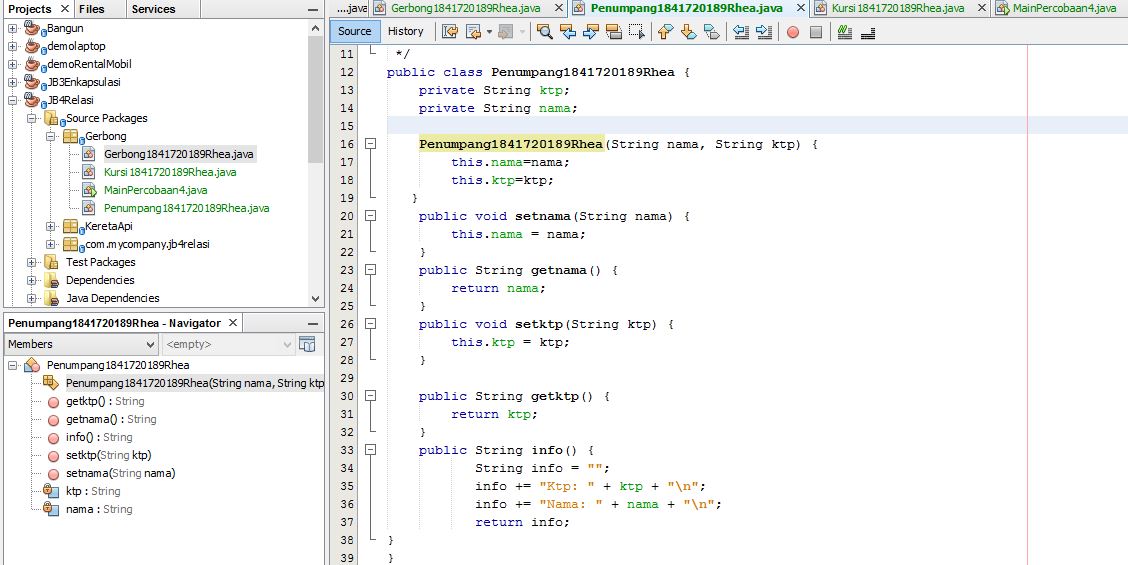 Projects × Files Services
Bangun
demolaptop
demoRentalMobil
JB3Enkapsulasi
JB4Relasi
Source Packages
Gerbong
Gerbong1841720189Rhea.java
Kursi1841720189Rhea.java
MainPercobaan4.java
Penumpang1841720189Rhea.java
KeretaApi
com.mycompany.jb4relasi
Test Packages
Dependencies
Java Dependencies
Penumpang1841720189Rhea - Navigator ×
Members <empty>
Penumpang1841720189Rhea
Penumpang1841720189Rhea(String nama, String ktp
getktp() : String
getnama() : String
info() : String
setktp(String ktp)
setnama(String nama)
ktp : String
nama : String
....java Gerbong1841720189Rhea.java × Penumpang1841720189Rhea.java × Kursi1841720189Rhea.java × MainPercobaan4.java
Source History
11 */
12 public class Penumpang1841720189Rhea {
13 private String ktp;
14 private String nama;
15
16 Penumpang1841720189Rhea(String nama, String ktp) {
17 this.nama=nama;
18 this.ktp=ktp;
19 }
20 public void setnama(String nama) {
21 this.nama = nama;
22 }
23 public String getnama() {
24 return nama;
25 }
26 public void setktp(String ktp) {
27 this.ktp = ktp;
28 }
29
30 public String getktp() {
31 return ktp;
32 }
33 public String info() {
34 String info = "";
35 info += "Ktp: " + ktp + "\n";
36 info += "Nama: " + nama + "\n";
37 return info;
38 }
39 }